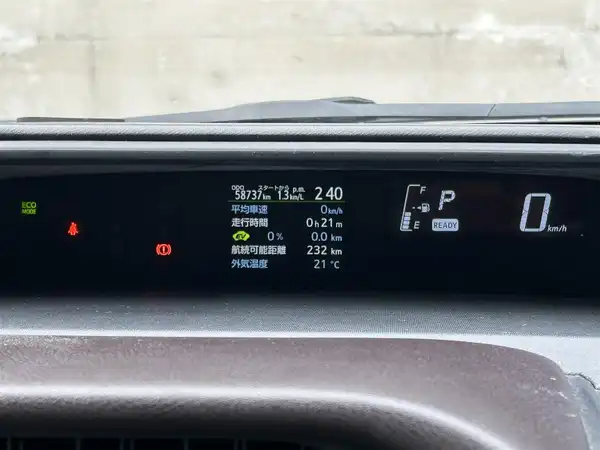 ECO
MODE
ODO スタートから p.m.
58737km 1.3km/L 2:40
平均車速 0km/h
走行時間 0h21m
EV 0% 0.0 km
航続可能距離 232 km
外気温度 21℃
F
E
P
READY
0km/h